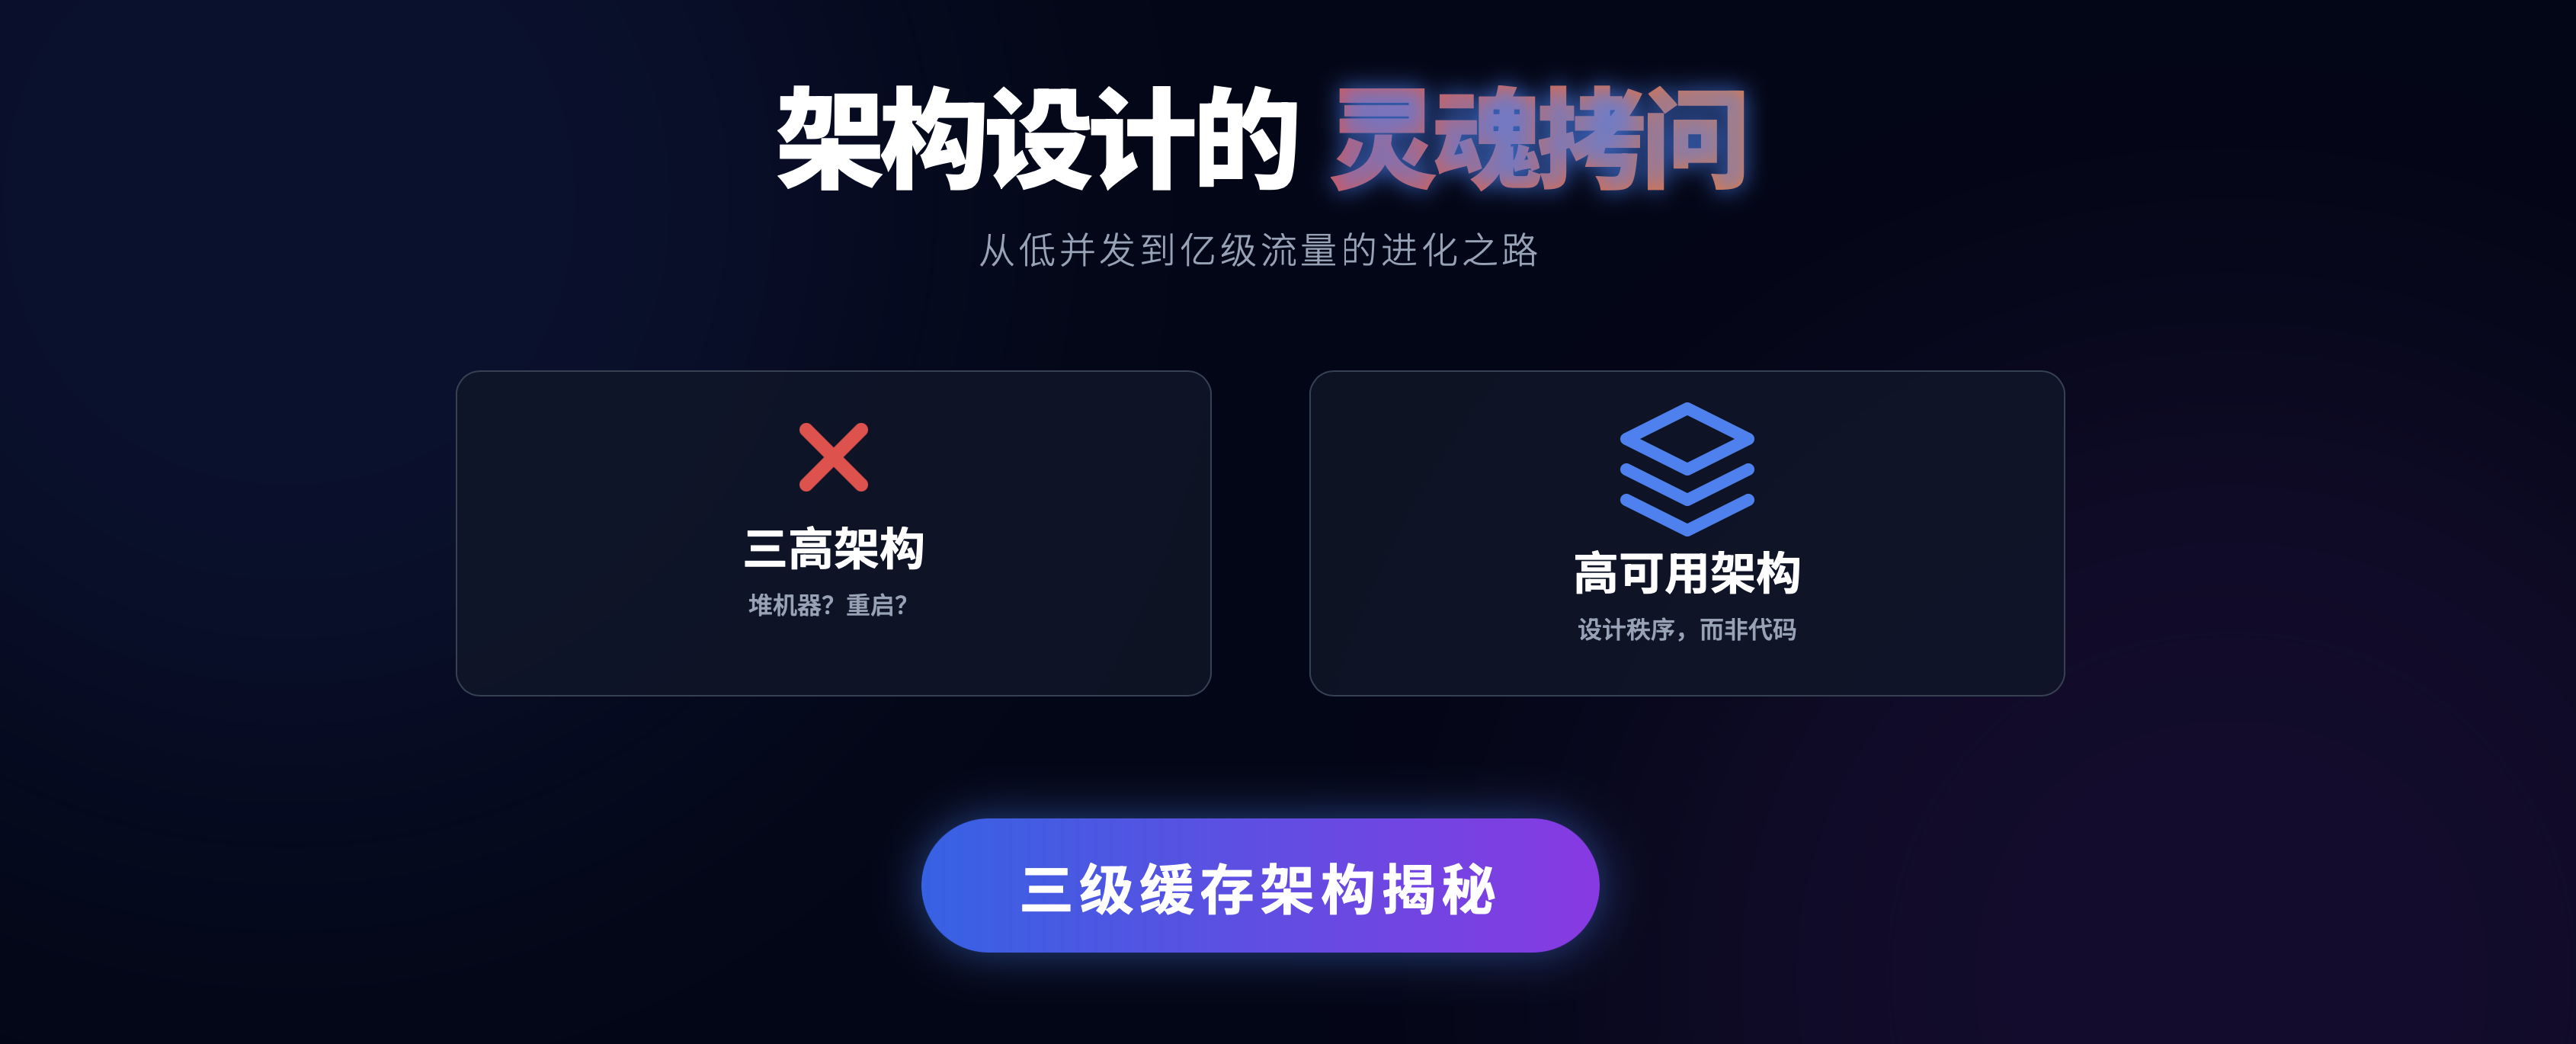 架构设计的 灵魂拷问
从低并发到亿级流量的进化之路
三高架构
堆机器？重启？
高可用架构
设计秩序，而非代码
三级缓存架构揭秘